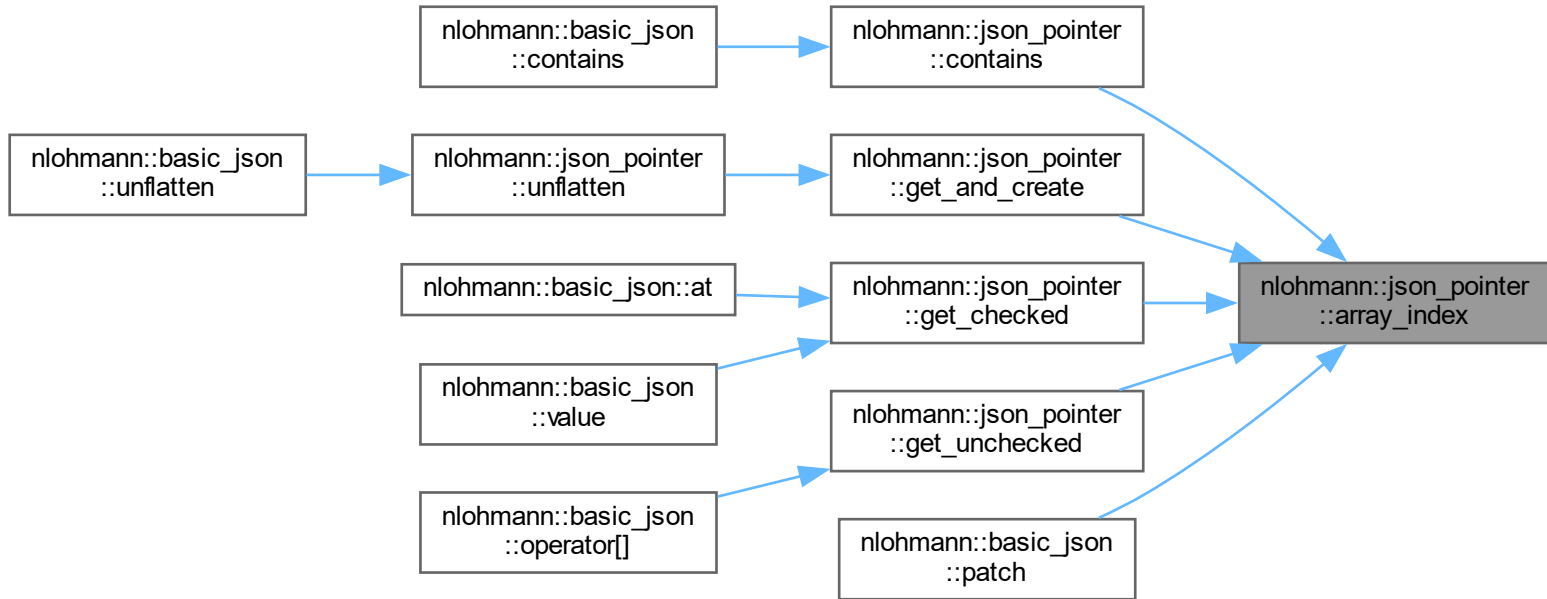 nlohmann::basic_json
::contains
nlohmann::json_pointer
::contains
nlohmann::basic_json
::unflatten
nlohmann::json_pointer
::unflatten
nlohmann::json_pointer
::get_and_create
nlohmann::basic_json::at
nlohmann::json_pointer
::get_checked
nlohmann::json_pointer
::array_index
nlohmann::basic_json
::value
nlohmann::json_pointer
::get_unchecked
nlohmann::basic_json
::operator[]
nlohmann::basic_json
::patch